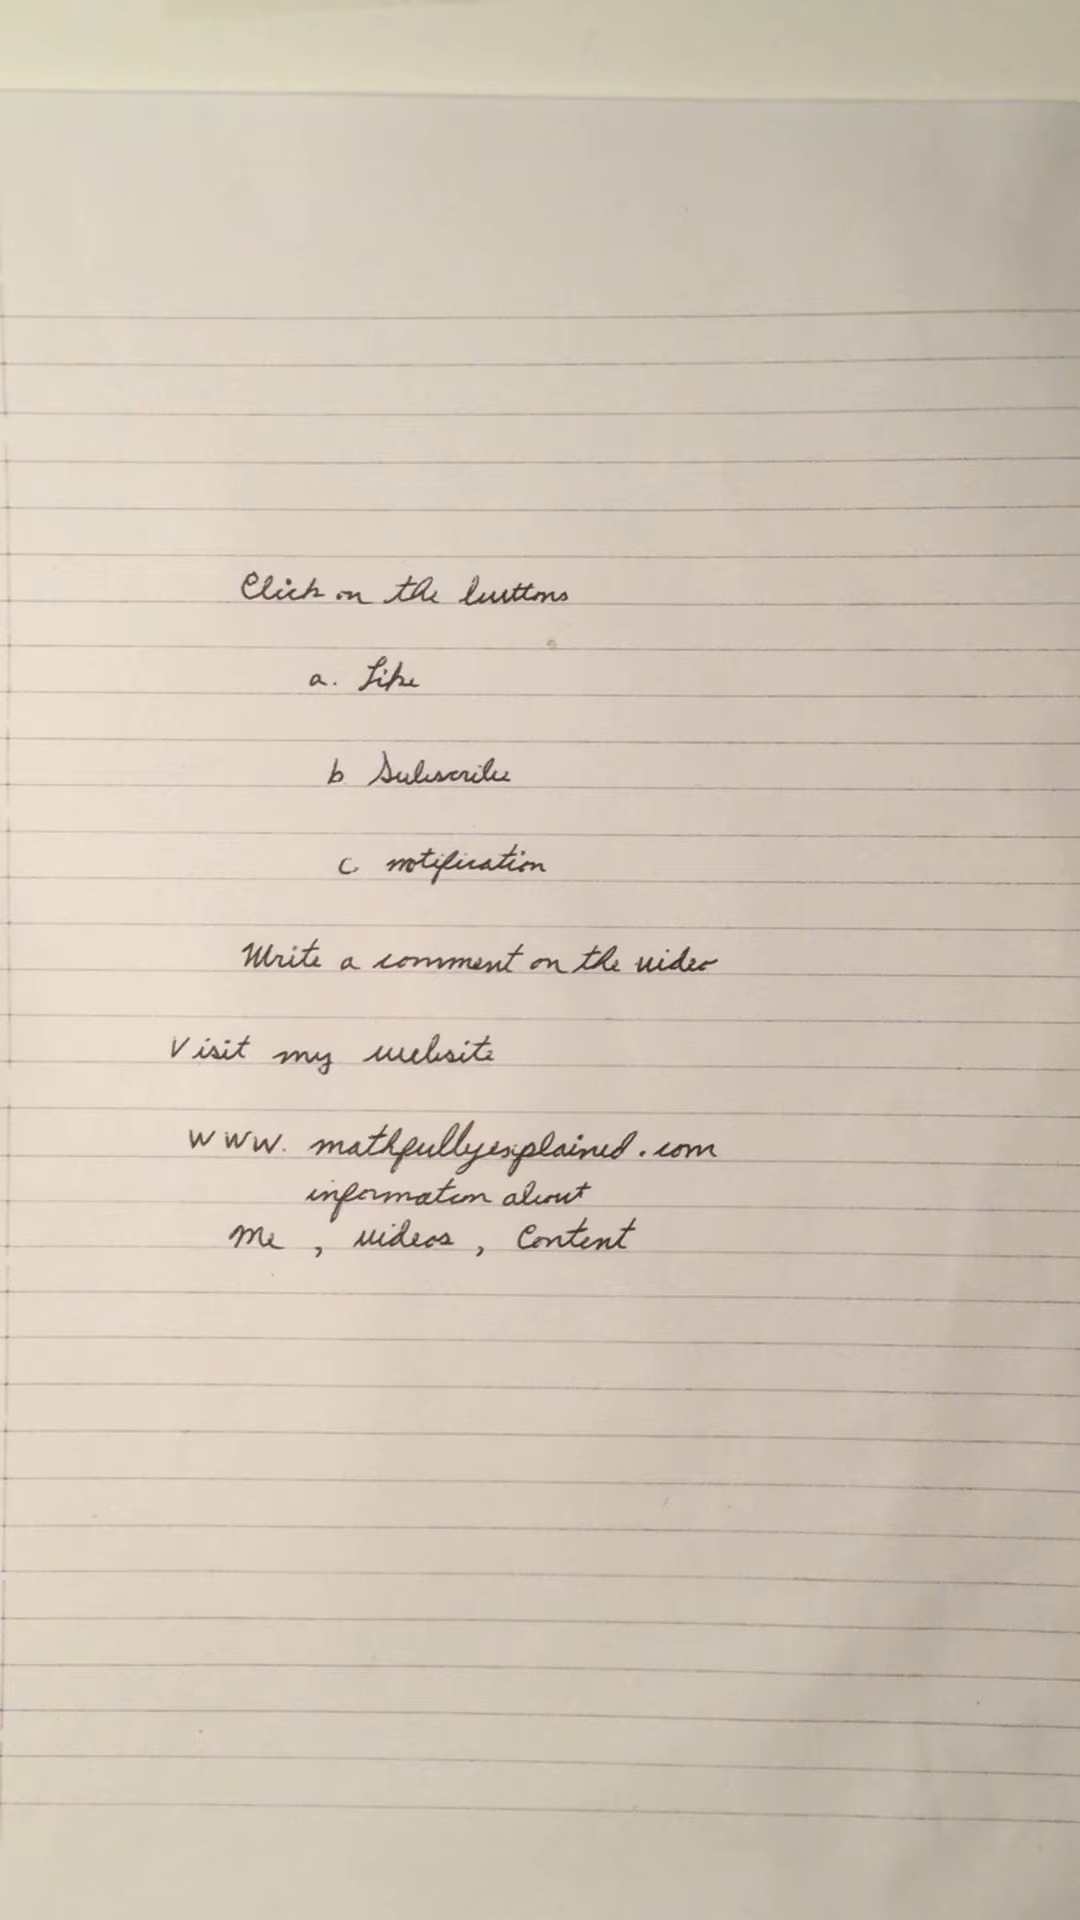 Click on the buttons
a. Like
b. Subscribe
c. notification
Write a comment on the video
Visit my website
www.mathfullyexplained.com
information about
me, videos, Content